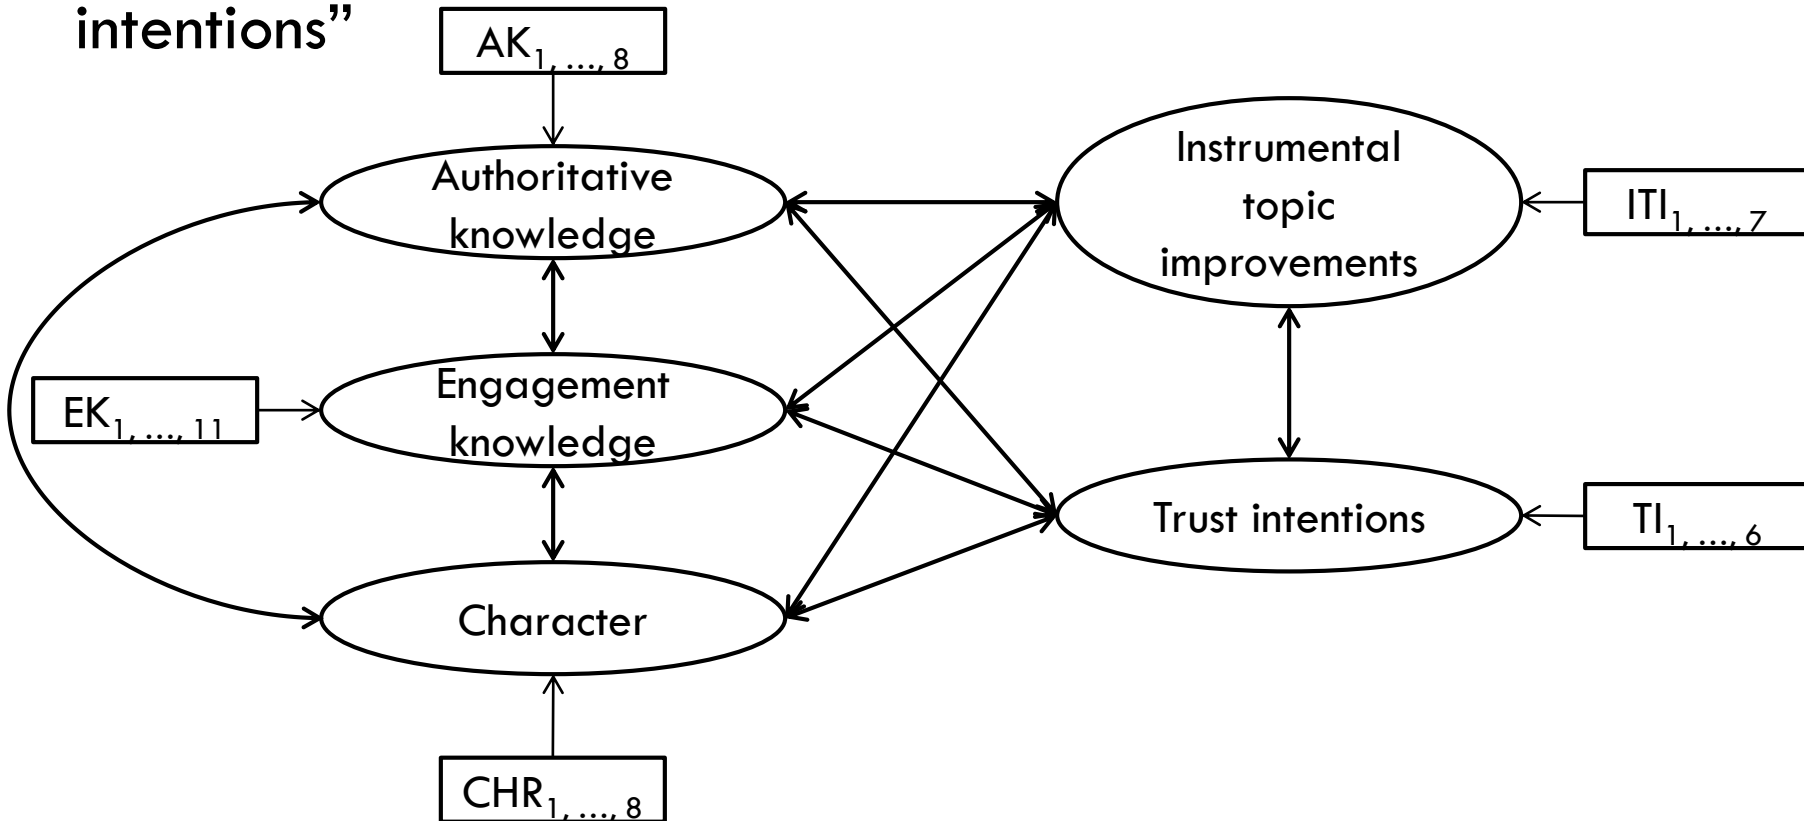 intentions”
AK1, …, 8
Authoritative
knowledge
Instrumental
topic
improvements
ITI1, …, 7
EK1, …, 11
Engagement
knowledge
Trust intentions
TI1, …, 6
Character
CHR1, …, 8